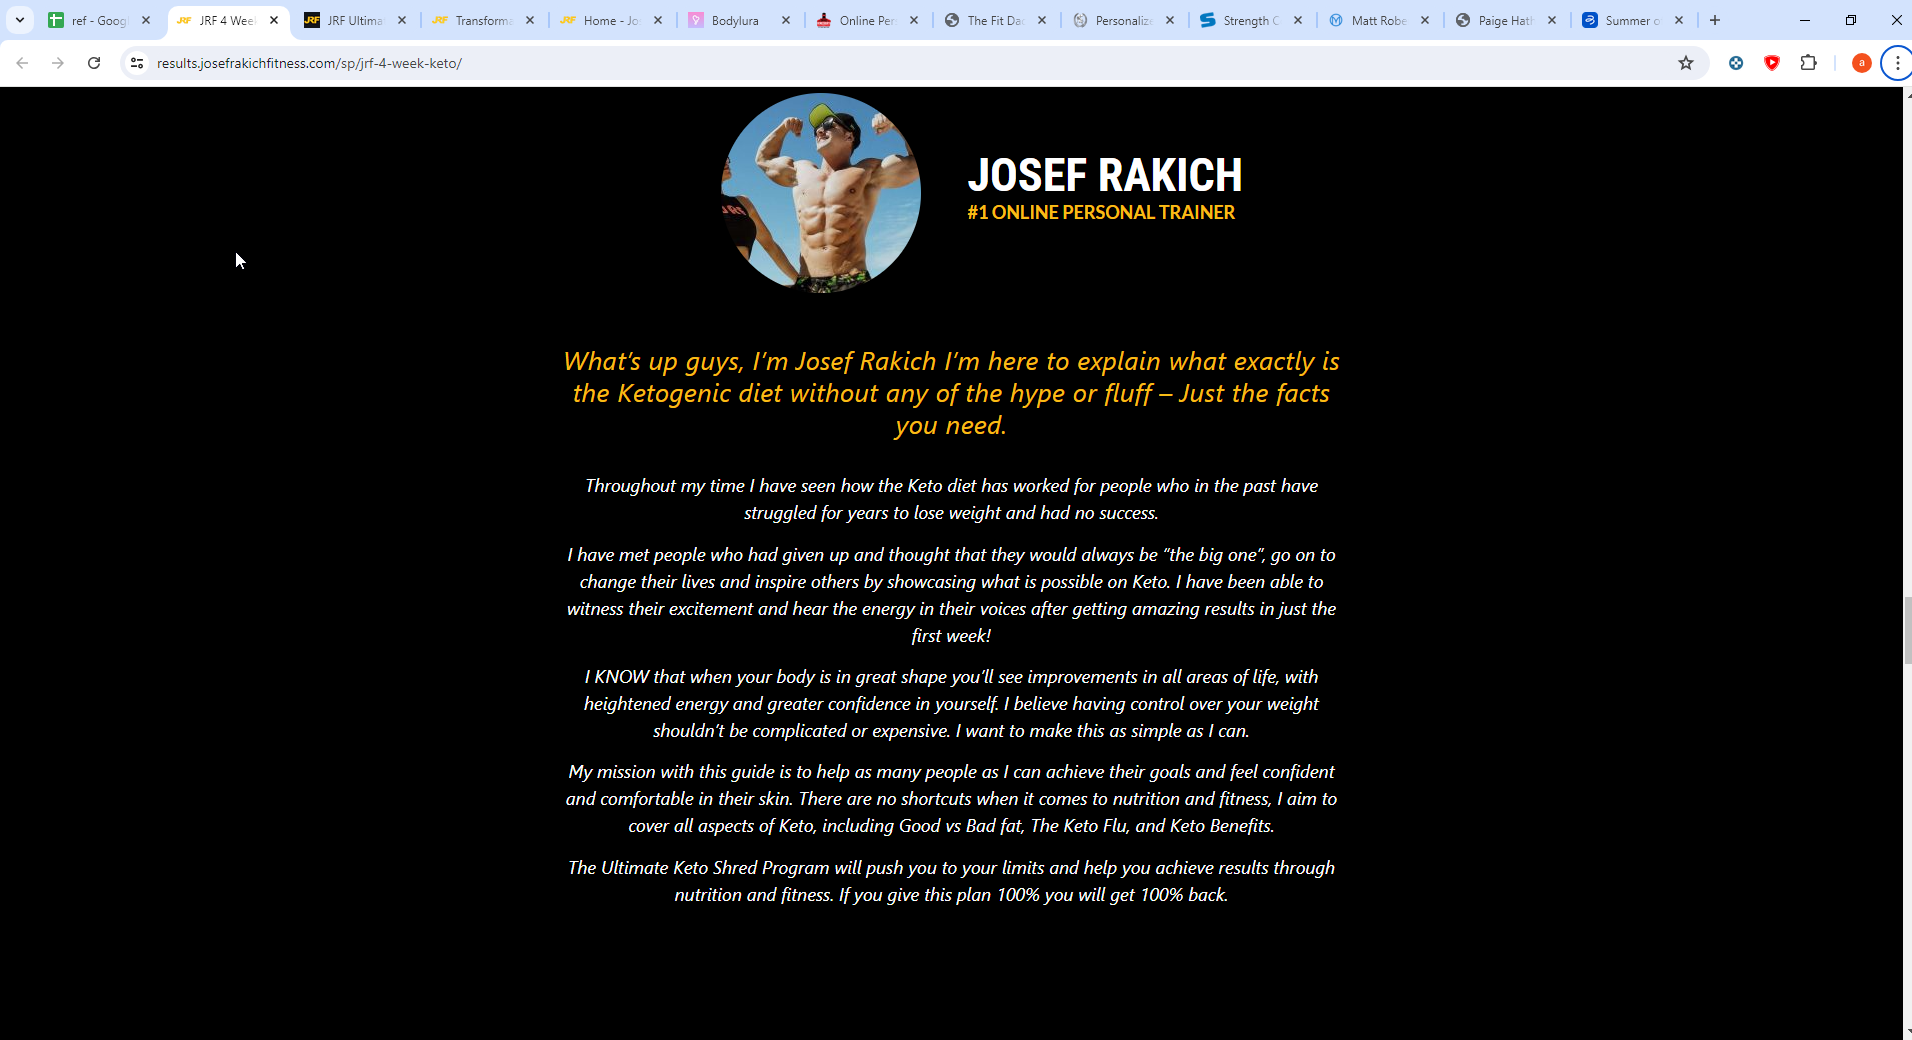 ref - Goog
JRF 4 Wee
JRF Ultima
Transforma
Home - Jo
Bodylura
Online Per
The Fit Da
Personalize
Strength C
Matt Robe
Paige Hath
Summer o
results.josefrakichfitness.com/sp/jrf-4-week-keto/
a
JOSEF RAKICH
#1 ONLINE PERSONAL TRAINER
What’s up guys, I’m Josef Rakich I’m here to explain what exactly is
the Ketogenic diet without any of the hype or fluff – Just the facts
you need.
Throughout my time I have seen how the Keto diet has worked for people who in the past have
struggled for years to lose weight and had no success.
I have met people who had given up and thought that they would always be “the big one”, go on to
change their lives and inspire others by showcasing what is possible on Keto. I have been able to
witness their excitement and hear the energy in their voices after getting amazing results in just the
first week!
I KNOW that when your body is in great shape you’ll see improvements in all areas of life, with
heightened energy and greater confidence in yourself. I believe having control over your weight
shouldn’t be complicated or expensive. I want to make this as simple as I can.
My mission with this guide is to help as many people as I can achieve their goals and feel confident
and comfortable in their skin. There are no shortcuts when it comes to nutrition and fitness, I aim to
cover all aspects of Keto, including Good vs Bad fat, The Keto Flu, and Keto Benefits.
The Ultimate Keto Shred Program will push you to your limits and help you achieve results through
nutrition and fitness. If you give this plan 100% you will get 100% back.